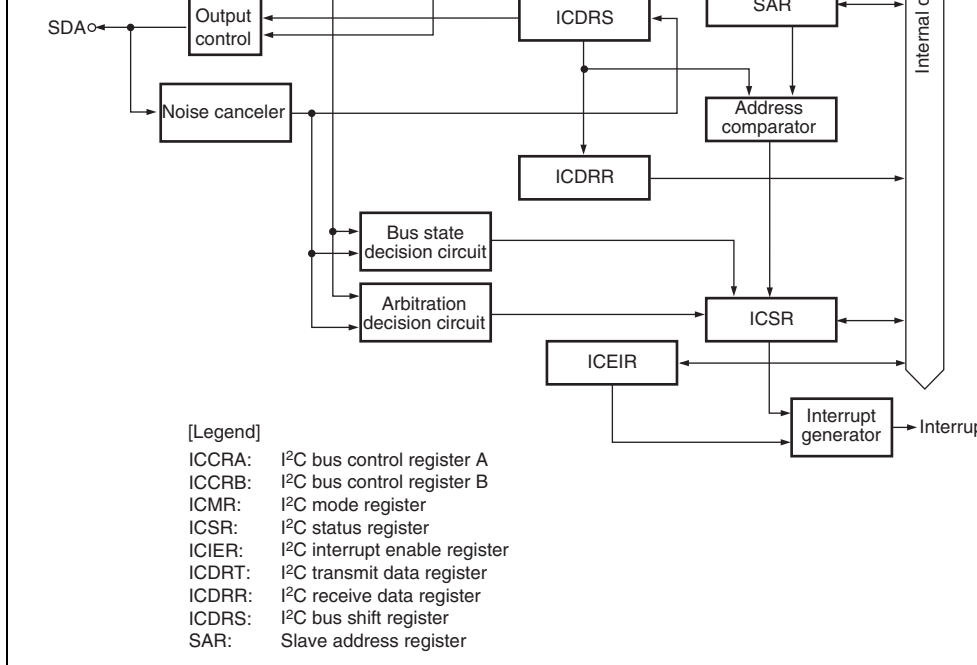 SDA
Output
control
ICDRS
SAR
Internal d
Noise canceler
Address
comparator
ICDRR
Bus state
decision circuit
Arbitration
decision circuit
ICSR
ICEIR
Interrupt
generator
Interrup
[Legend]
ICCRA: I²C bus control register A
ICCRB: I²C bus control register B
ICMR: I²C mode register
ICSR: I²C status register
ICIER: I²C interrupt enable register
ICDRT: I²C transmit data register
ICDRR: I²C receive data register
ICDRS: I²C bus shift register
SAR: Slave address register